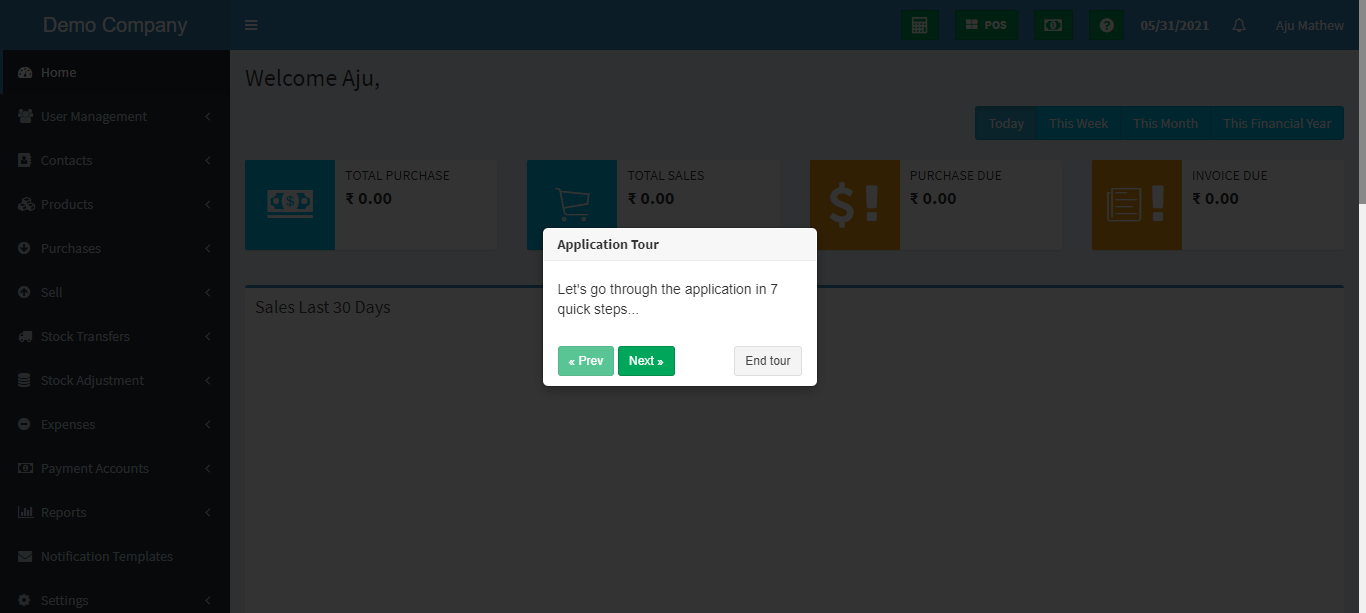 Demo Company
POS
05/31/2021
Aju Mathew
Home
User Management
Contacts
Products
Purchases
Sell
Stock Transfers
Stock Adjustment
Expenses
Payment Accounts
Reports
Notification Templates
Settings
Welcome Aju,
Today This Week This Month This Financial Year
TOTAL PURCHASE
₹ 0.00
TOTAL SALES
₹ 0.00
PURCHASE DUE
₹ 0.00
INVOICE DUE
₹ 0.00
Sales Last 30 Days
Application Tour
Let's go through the application in 7
quick steps...
« Prev Next » End tour